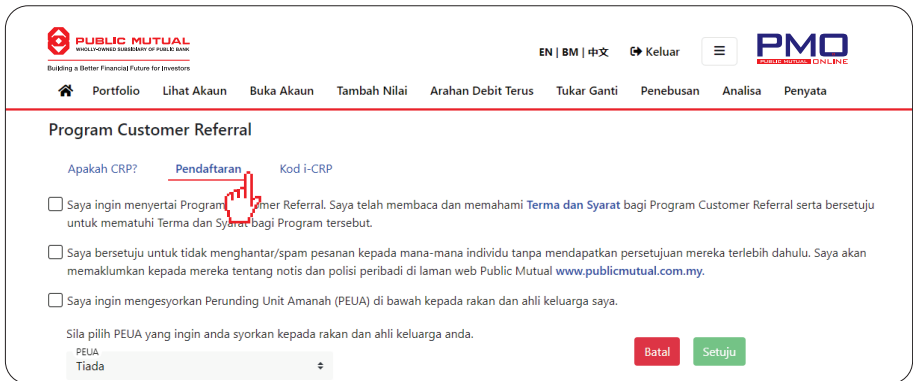 PUBLIC MUTUAL
WHOLLY-OWNED SUBSIDIARY OF PUBLIC BANK
Building a Better Financial Future for Investors
EN | BM | 中文 Keluar
PMO
PUBLIC MUTUAL ONLINE
Portfolio Lihat Akaun Buka Akaun Tambah Nilai Arahan Debit Terus Tukar Ganti Penebusan Analisa Penyata
Program Customer Referral
Apakah CRP? Pendaftaran Kod i-CRP
Saya ingin menyertai Program omer Referral. Saya telah membaca dan memahami Terma dan Syarat bagi Program Customer Referral serta bersetuju
untuk mematuhi Terma dan Syarat bagi Program tersebut.
Saya bersetuju untuk tidak menghantar/spam pesanan kepada mana-mana individu tanpa mendapatkan persetujuan mereka terlebih dahulu. Saya akan
memaklumkan kepada mereka tentang notis dan polisi peribadi di laman web Public Mutual www.publicmutual.com.my.
Saya ingin mengesyorkan Perunding Unit Amanah (PEUA) di bawah kepada rakan dan ahli keluarga saya.
Sila pilih PEUA yang ingin anda syorkan kepada rakan dan ahli keluarga anda.
PEUA
Tiada
Batal Setuju